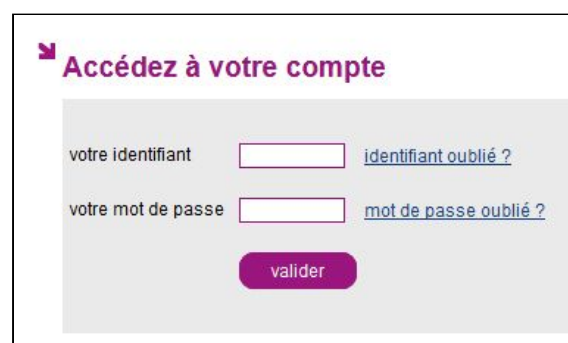 Accédez à votre compte
votre identifiant identifiant oublié ?
votre mot de passe mot de passe oublié ?
valider